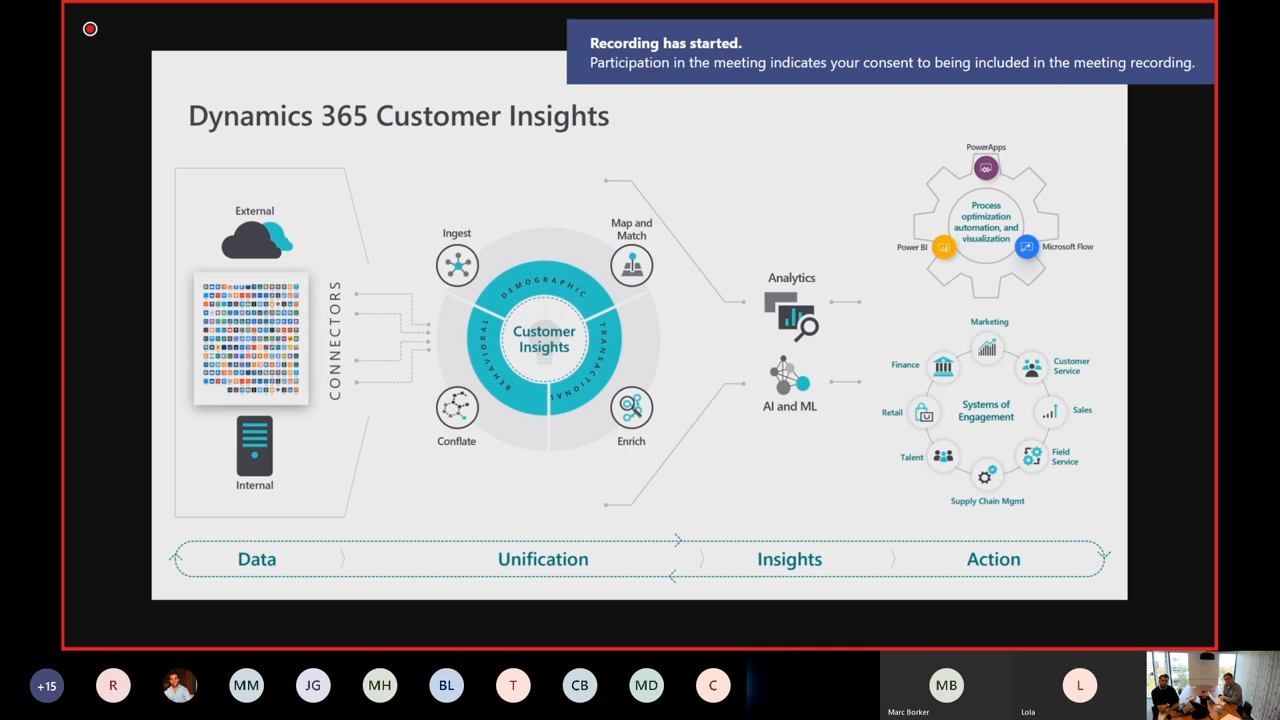 Recording has started.
Participation in the meeting indicates your consent to being included in the meeting recording.
Dynamics 365 Customer Insights
External
CONNECTORS
Internal
Ingest
Map and
Match
DEMOGRAPHIC
BEHAVIORAL
TRANSACTIONAL
Customer
Insights
Conflate
Enrich
Analytics
AI and ML
PowerApps
Process
optimization
automation, and
visualization
Power BI
Microsoft Flow
Marketing
Finance
Customer
Service
Retail
Systems of
Engagement
Sales
Talent
Field
Service
Supply Chain Mgmt
Data
Unification
Insights
Action
+15
R
MM
JG
MH
BL
T
CB
MD
C
MB
Marc Borker
L
Lola